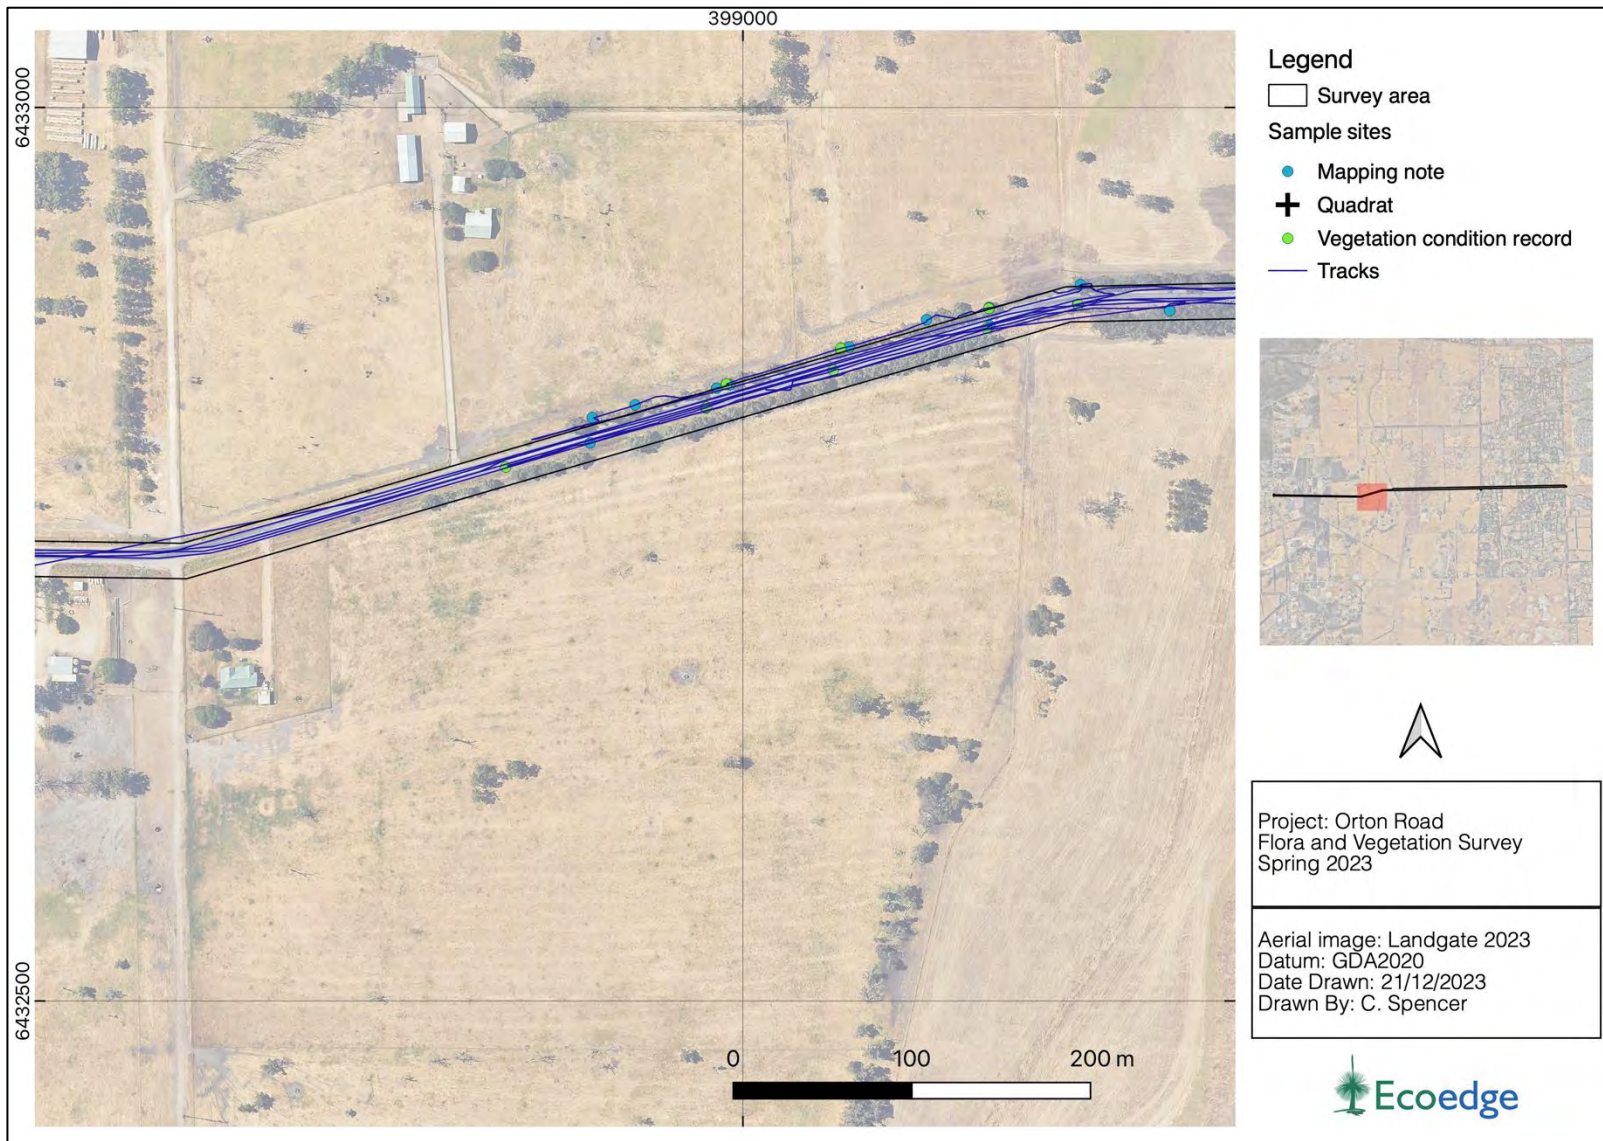 399000
6433000
6432500
0 100 200 m
Legend
Survey area
Sample sites
Mapping note
Quadrat
Vegetation condition record
Tracks
Project: Orton Road
Flora and Vegetation Survey
Spring 2023
Aerial image: Landgate 2023
Datum: GDA2020
Date Drawn: 21/12/2023
Drawn By: C. Spencer
Ecoedge